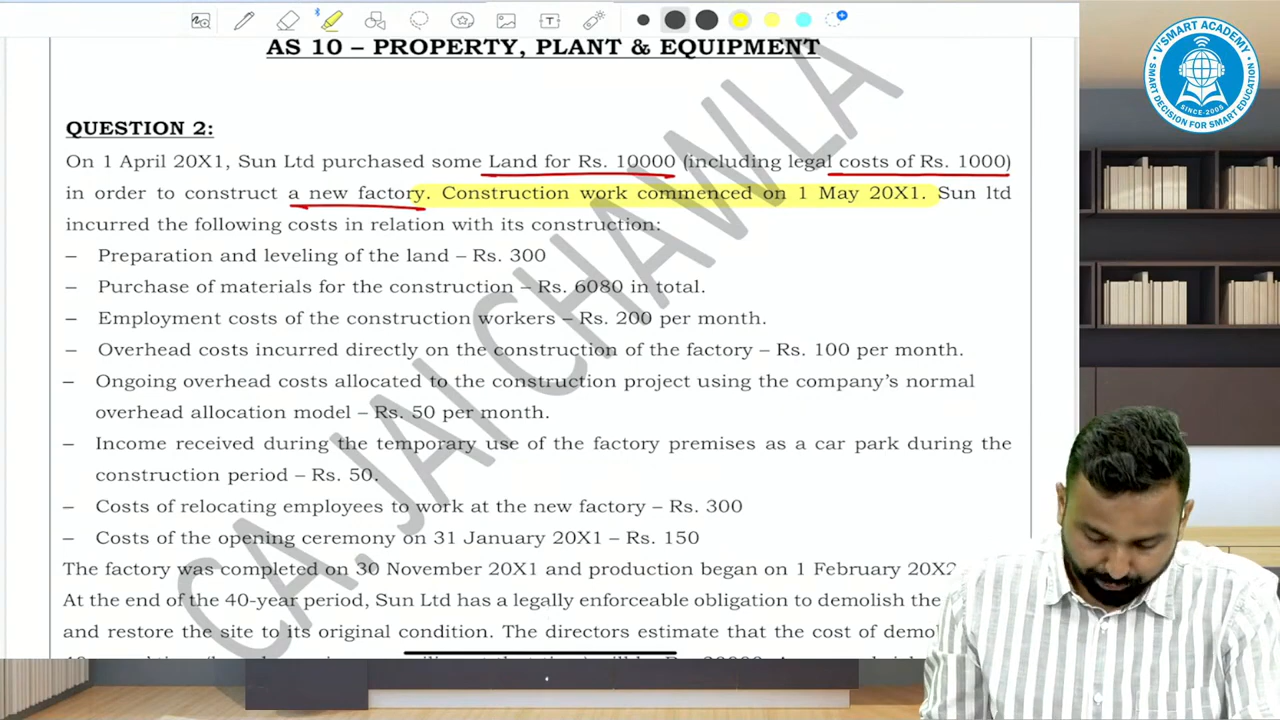 AS 10 – PROPERTY, PLANT & EQUIPMENT
V'SMART ACADEMY
SINCE-2005
SMART DECISION FOR SMART EDUCATION
QUESTION 2:
On 1 April 20X1, Sun Ltd purchased some Land for Rs. 10000 (including legal costs of Rs. 1000)
in order to construct a new factory. Construction work commenced on 1 May 20X1. Sun ltd
incurred the following costs in relation with its construction:
– Preparation and leveling of the land – Rs. 300
– Purchase of materials for the construction – Rs. 6080 in total.
– Employment costs of the construction workers – Rs. 200 per month.
– Overhead costs incurred directly on the construction of the factory – Rs. 100 per month.
– Ongoing overhead costs allocated to the construction project using the company's normal
overhead allocation model – Rs. 50 per month.
– Income received during the temporary use of the factory premises as a car park during the
construction period – Rs. 50.
– Costs of relocating employees to work at the new factory – Rs. 300
– Costs of the opening ceremony on 31 January 20X1 – Rs. 150
The factory was completed on 30 November 20X1 and production began on 1 February 20X2
At the end of the 40-year period, Sun Ltd has a legally enforceable obligation to demolish the
and restore the site to its original condition. The directors estimate that the cost of
CA. JAI CHAWLA